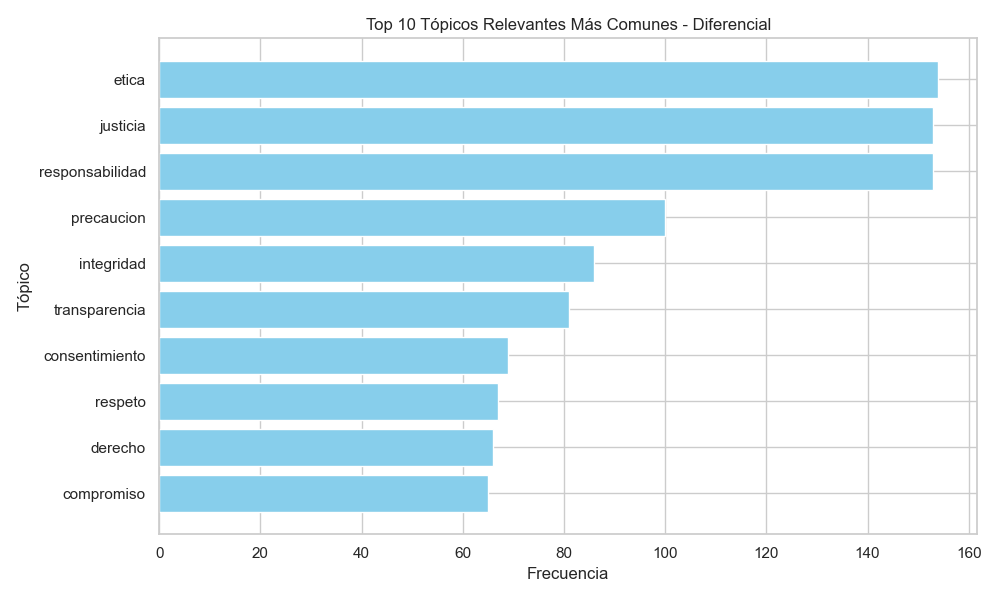 Top 10 Tópicos Relevantes Más Comunes - Diferencial
Tópico
etica
justicia
responsabilidad
precaucion
integridad
transparencia
consentimiento
respeto
derecho
compromiso
0 20 40 60 80 100 120 140 160
Frecuencia